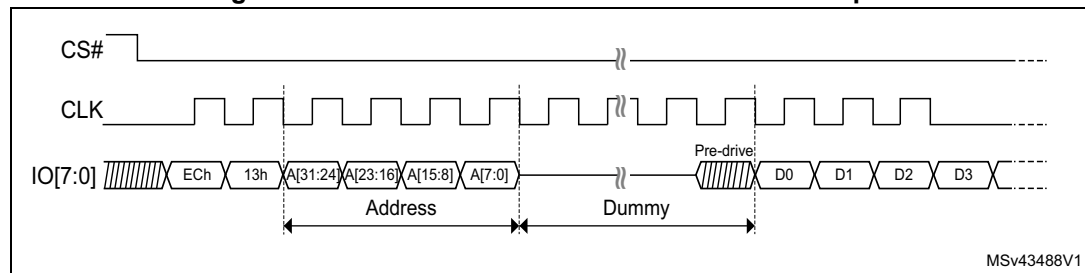 CS#
CLK
Pre-drive
IO[7:0] ECh 13h A[31:24] A[23:16] A[15:8] A[7:0] D0 D1 D2 D3
Address Dummy
MSv43488V1